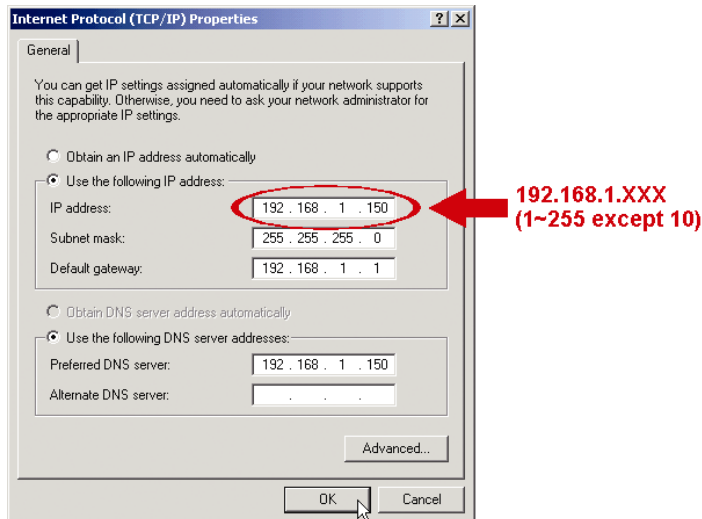 Internet Protocol (TCP/IP) Properties
General
You can get IP settings assigned automatically if your network supports
this capability. Otherwise, you need to ask your network administrator for
the appropriate IP settings.
Obtain an IP address automatically
Use the following IP address:
IP address: 192 . 168 . 1 . 150
Subnet mask: 255 . 255 . 255 . 0
Default gateway: 192 . 168 . 1 . 1
192.168.1.XXX
(1~255 except 10)
Obtain DNS server address automatically
Use the following DNS server addresses:
Preferred DNS server: 192 . 168 . 1 . 150
Alternate DNS server: . . .
Advanced...
OK Cancel